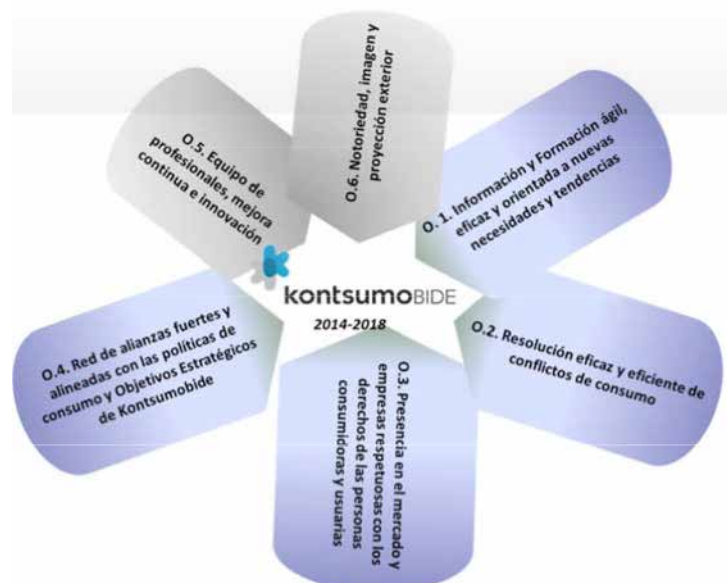 O. 1. Información y Formación ágil,
eficaz y orientada a nuevas
necesidades y tendencias
O.2. Resolución eficaz y eficiente de
conflictos de consumo
O.3. Presencia en el mercado y
empresas respetuosas con los
derechos de las personas
consumidoras y usuarias
O.4. Red de alianzas fuertes y
alineadas con las políticas de
consumo y Objetivos Estratégicos
de Kontsumobide
O.5. Equipo de
profesionales, mejora
continua e innovación
O.6. Notoriedad, imagen y
proyección exterior
kontsumoBIDE
2014-2018